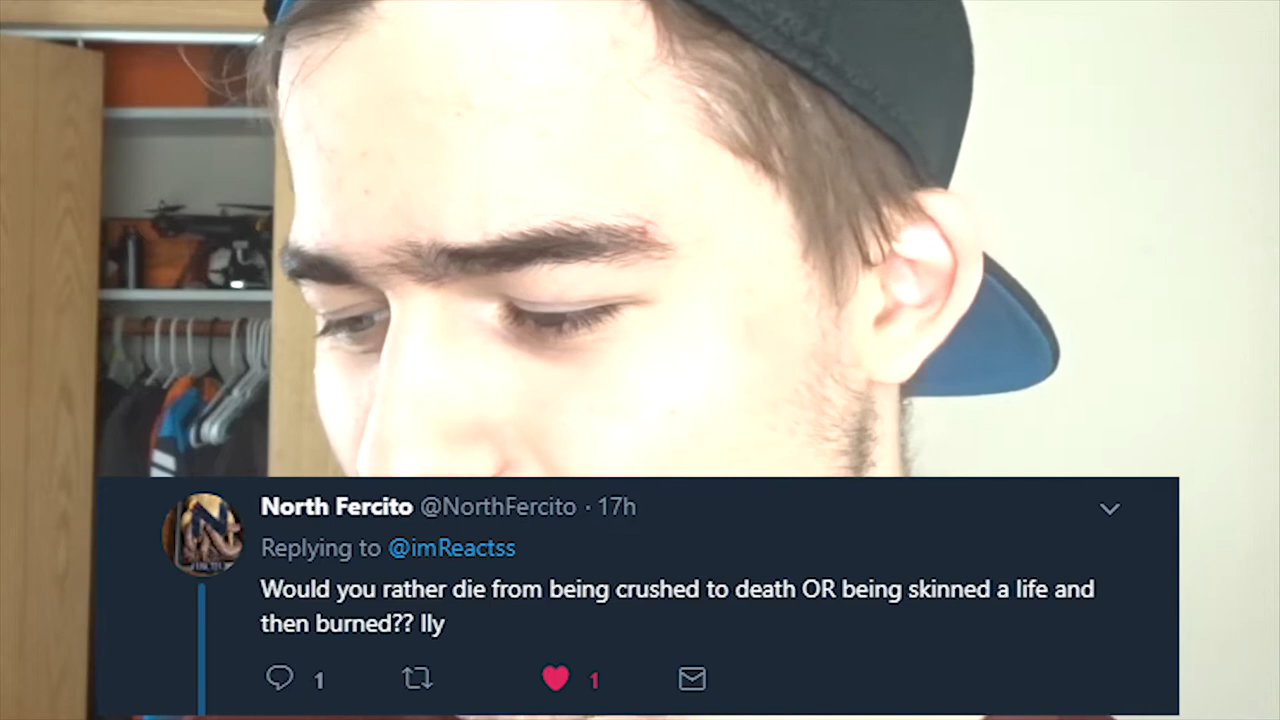 North Fercito @NorthFercito · 17h
Replying to @imReactss
Would you rather die from being crushed to death OR being skinned a life and
then burned?? lly
1 1